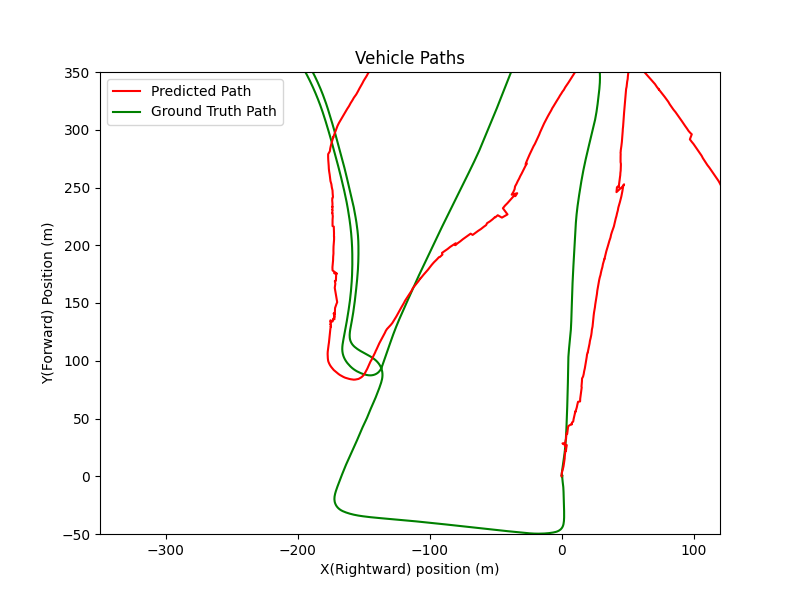 Vehicle Paths
Predicted Path
Ground Truth Path
350
300
250
200
150
100
50
0
−50
Y(Forward) Position (m)
−300
−200
−100
0
100
X(Rightward) position (m)